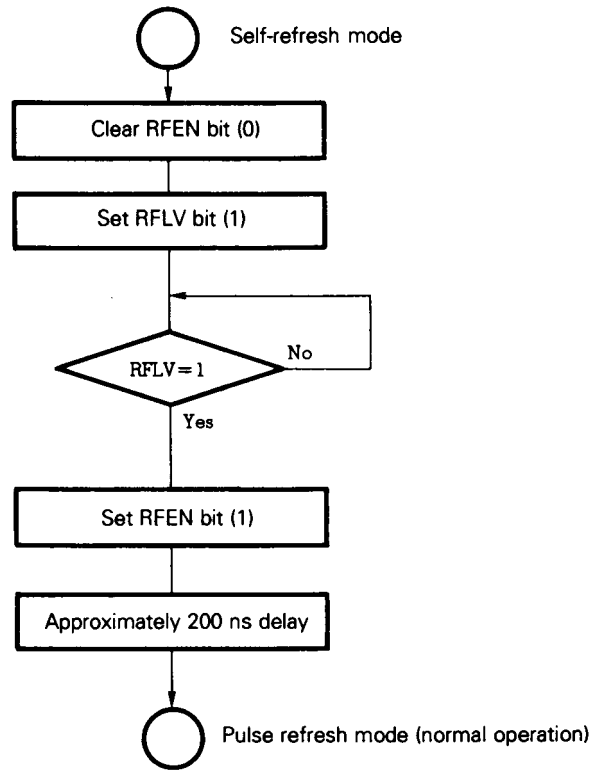 Self-refresh mode
Clear RFEN bit (0)
Set RFLV bit (1)
RFLV=1
No
Yes
Set RFEN bit (1)
Approximately 200 ns delay
Pulse refresh mode (normal operation)